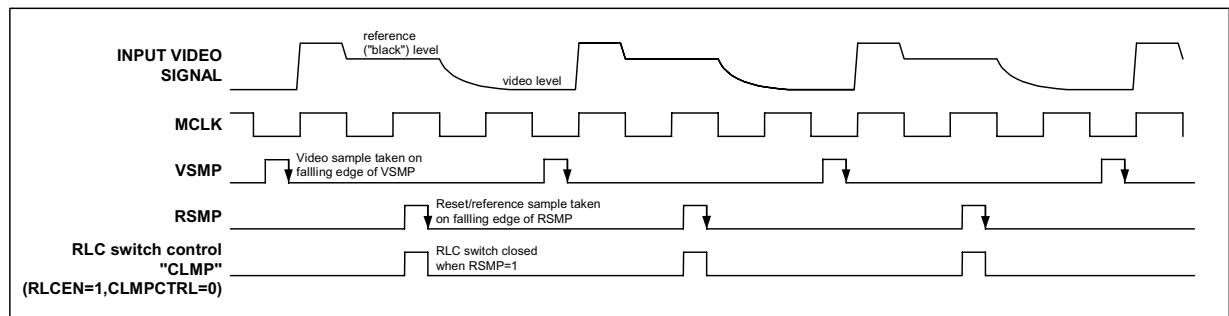 reference
("black") level
INPUT VIDEO
SIGNAL
video level
MCLK
Video sample taken on
fallling edge of VSMP
VSMP
Reset/reference sample taken
on fallling edge of RSMP
RSMP
RLC switch control
"CLMP"
(RLCEN=1,CLMPCTRL=0)
RLC switch closed
when RSMP=1